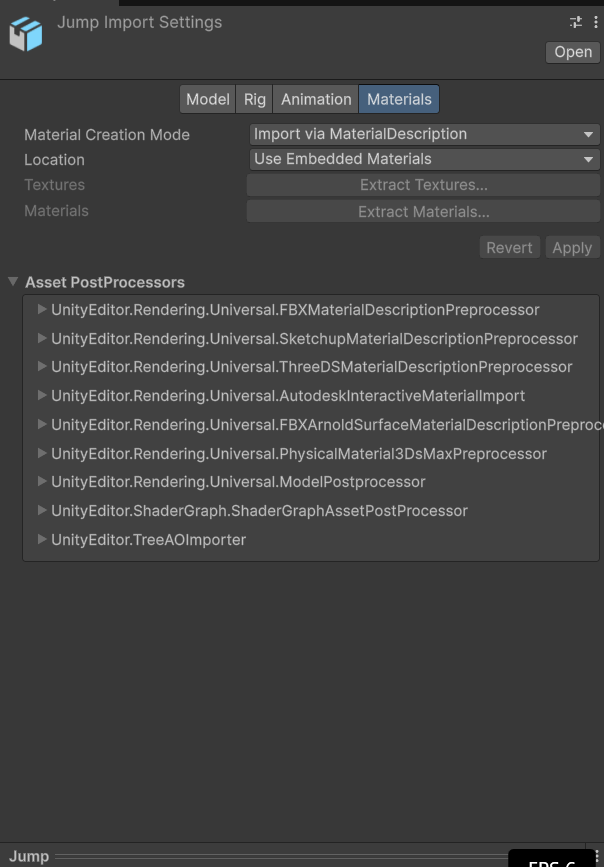 Jump Import Settings
Open
Model Rig Animation Materials
Material Creation Mode Import via MaterialDescription
Location Use Embedded Materials
Textures Extract Textures...
Materials Extract Materials...
Revert Apply
Asset PostProcessors
UnityEditor.Rendering.Universal.FBXMaterialDescriptionPreprocessor
UnityEditor.Rendering.Universal.SketchupMaterialDescriptionPreprocessor
UnityEditor.Rendering.Universal.ThreeDSMaterialDescriptionPreprocessor
UnityEditor.Rendering.Universal.AutodeskInteractiveMaterialImport
UnityEditor.Rendering.Universal.FBXArnoldSurfaceMaterialDescriptionPreproc
UnityEditor.Rendering.Universal.PhysicalMaterial3DsMaxPreprocessor
UnityEditor.Rendering.Universal.ModelPostprocessor
UnityEditor.ShaderGraph.ShaderGraphAssetPostProcessor
UnityEditor.TreeAOImporter
Jump